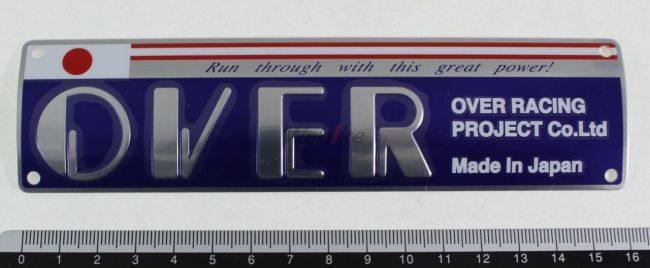 Run through with this great power!
OVER
OVER RACING
PROJECT Co.Ltd
Made In Japan
0 1 2 3 4 5 6 7 8 9 10 11 12 13 14 15 16